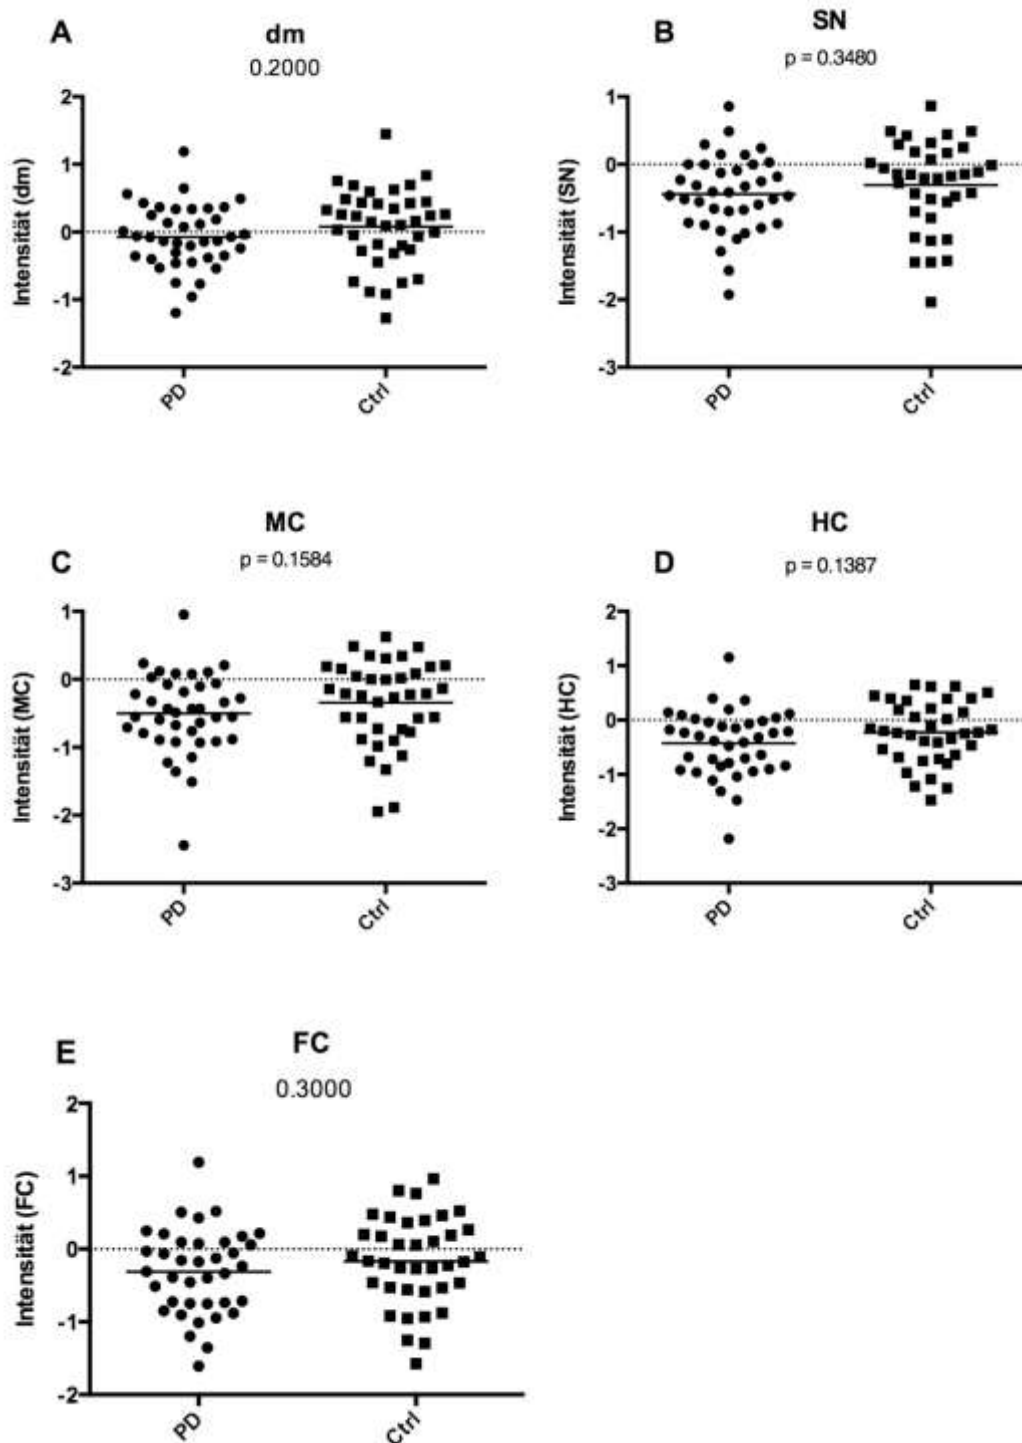 A
dm
0.2000
2
1
0
-1
-2
Intensität (dm)
PD
Ctrl
B
SN
p = 0.3480
1
0
-1
-2
-3
Intensität (SN)
PD
Ctrl
C
MC
p = 0.1584
1
0
-1
-2
-3
Intensität (MC)
PD
Ctrl
D
HC
p = 0.1387
2
1
0
-1
-2
-3
Intensität (HC)
PD
Ctrl
E
FC
0.3000
2
1
0
-1
-2
Intensität (FC)
PD
Ctrl